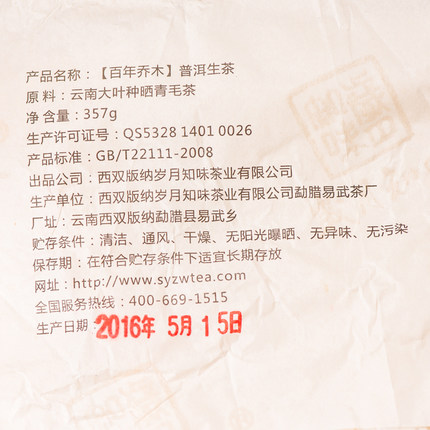 产品名称：【百年乔木】普洱生茶
原 料：云南大叶种晒青毛茶
净 含 量：357g
生产许可证号：QS5328 1401 0026
产品标准：GB/T22111-2008
出品公司：西双版纳岁月知味茶业有限公司
生产单位：西双版纳岁月知味茶业有限公司勐腊易武茶厂
厂址：云南西双版纳勐腊县易武乡
贮存条件：清洁、通风、干燥、无阳光曝晒、无异味、无污染
保存期：在符合贮存条件下适宜长期存放
网址：http://www.syzwtea.com
全国服务热线：400-669-1515
生产日期：2016年 5月 15日